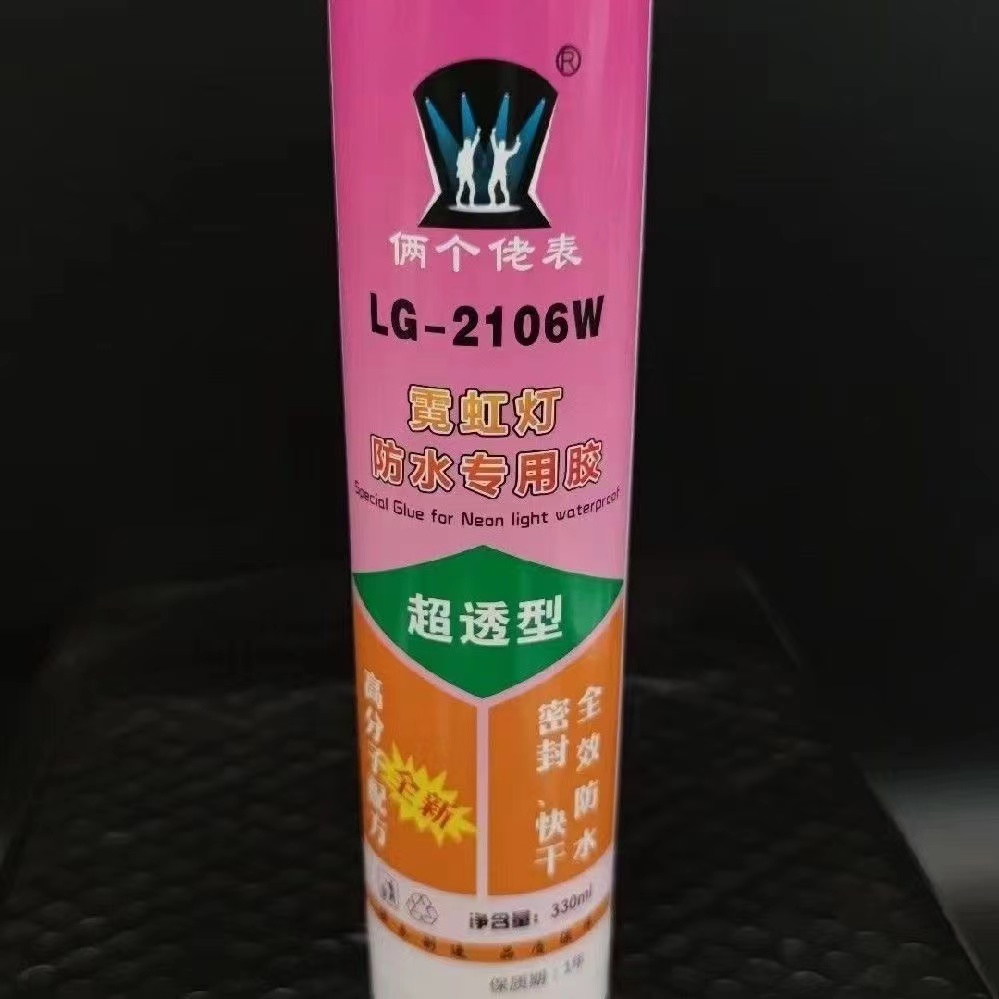 ®
俩个佬表
LG-2106W
霓虹灯
防水专用胶
Special Glue for Neon light waterproof
超透型
高分子配方
全新
全效防水
密封、快干
净含量：330ml
保质期：1年